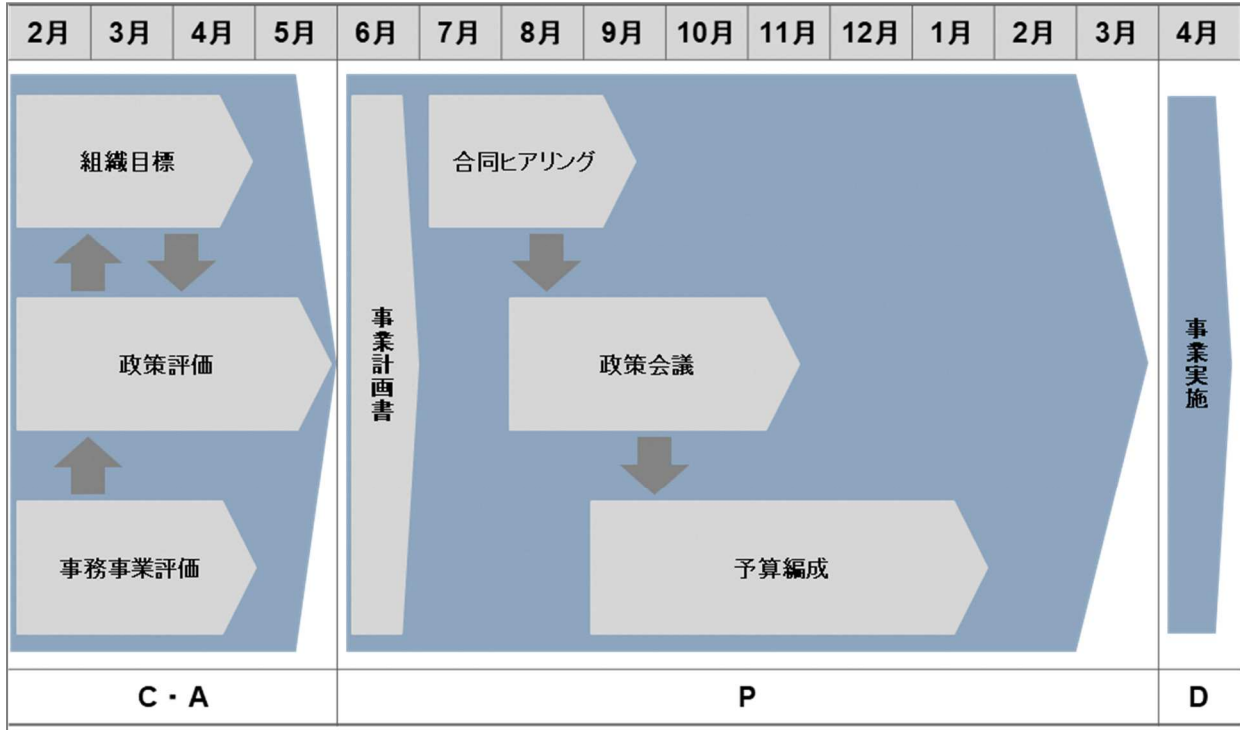 2月 3月 4月 5月 6月 7月 8月 9月 10月 11月 12月 1月 2月 3月 4月
組織目標
政策評価
事務事業評価
事業計画書
合同ヒアリング
政策会議
予算編成
事業実施
C・A P D